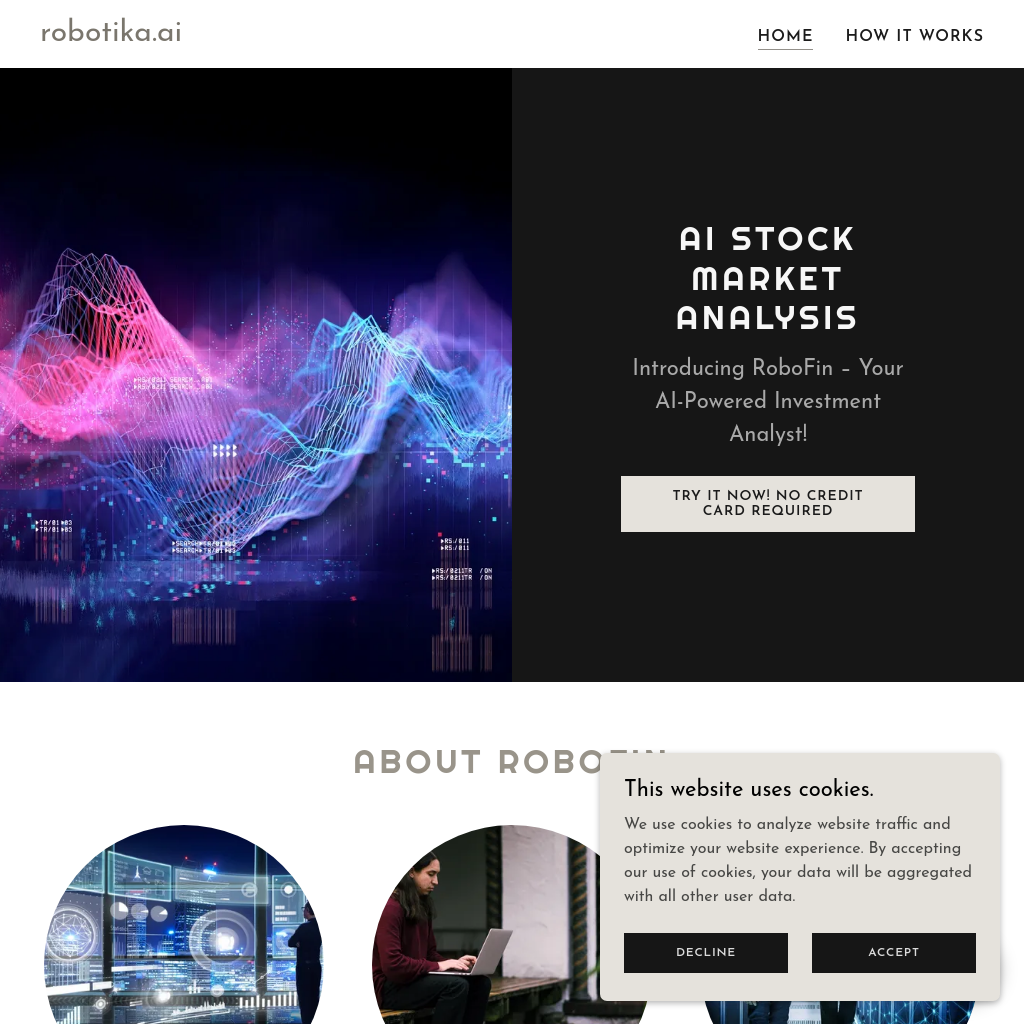 robotika.ai
HOME
HOW IT WORKS
AI STOCK
MARKET
ANALYSIS
Introducing RoboFin – Your
AI-Powered Investment
Analyst!
TRY IT NOW! NO CREDIT
CARD REQUIRED
ABOUT ROBOFIN
This website uses cookies.
We use cookies to analyze website traffic and
optimize your website experience. By accepting
our use of cookies, your data will be aggregated
with all other user data.
DECLINE
ACCEPT